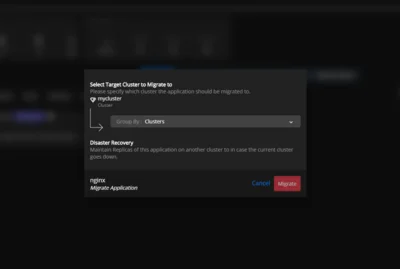 Select Target Cluster to Migrate to
Please specify which cluster the application should be migrated to.
mycluster
Cluster
Group By - Clusters
Disaster Recovery
Maintain Replicas of this application on another cluster to in case the current cluster
goes down.
nginx
Migrate Application
Cancel
Migrate